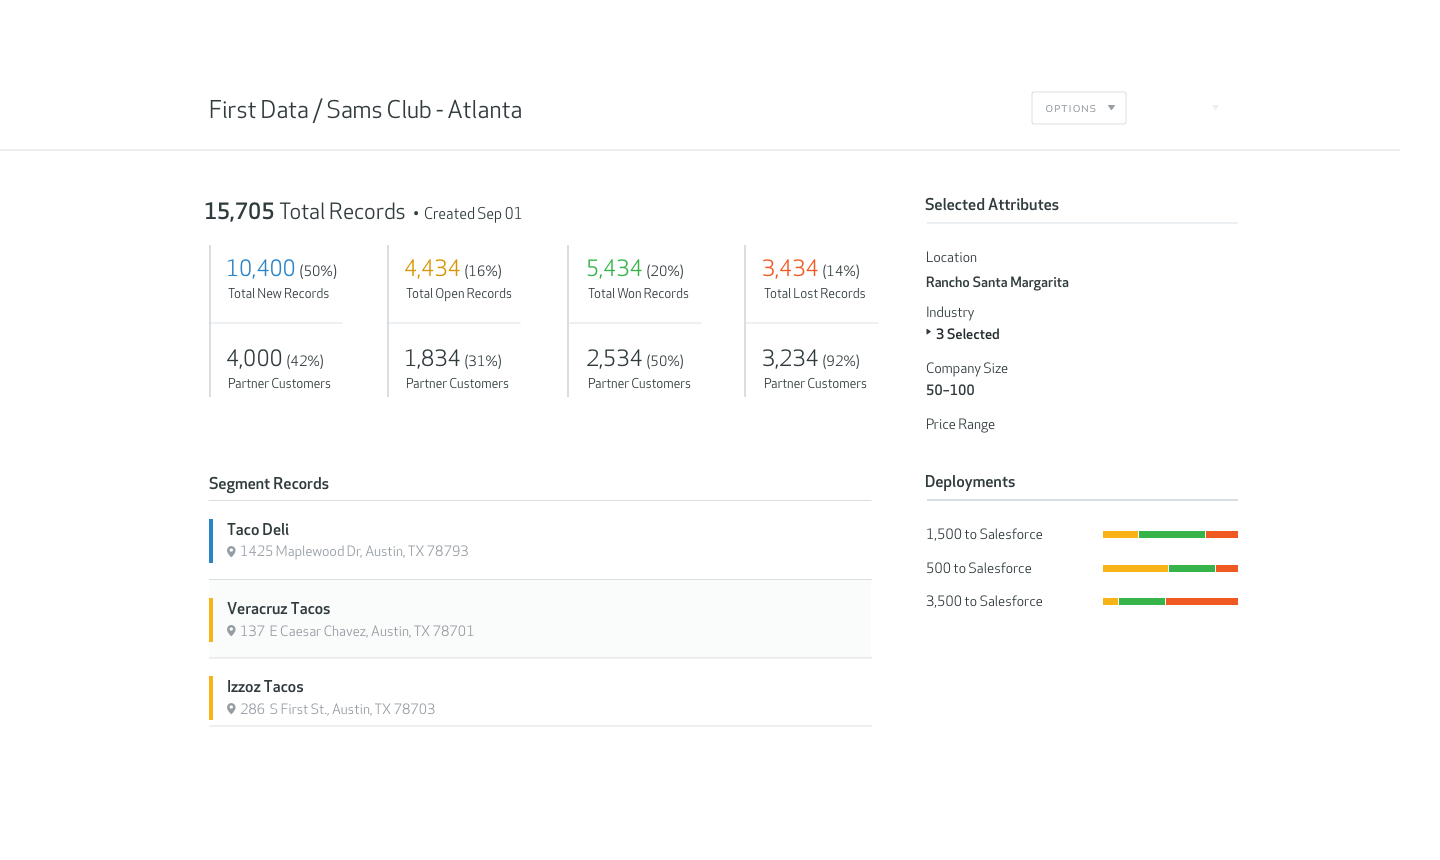 First Data / Sams Club - Atlanta
OPTIONS
15,705 Total Records • Created Sep 01
10,400 (50%)
Total New Records
4,434 (16%)
Total Open Records
5,434 (20%)
Total Won Records
3,434 (14%)
Total Lost Records
4,000 (42%)
Partner Customers
1,834 (31%)
Partner Customers
2,534 (50%)
Partner Customers
3,234 (92%)
Partner Customers
Segment Records
Taco Deli
1425 Maplewood Dr, Austin, TX 78793
Veracruz Tacos
137 E Caesar Chavez, Austin, TX 78701
Izzoz Tacos
286 S First St., Austin, TX 78703
Selected Attributes
Location
Rancho Santa Margarita
Industry
3 Selected
Company Size
50–100
Price Range
Deployments
1,500 to Salesforce
500 to Salesforce
3,500 to Salesforce